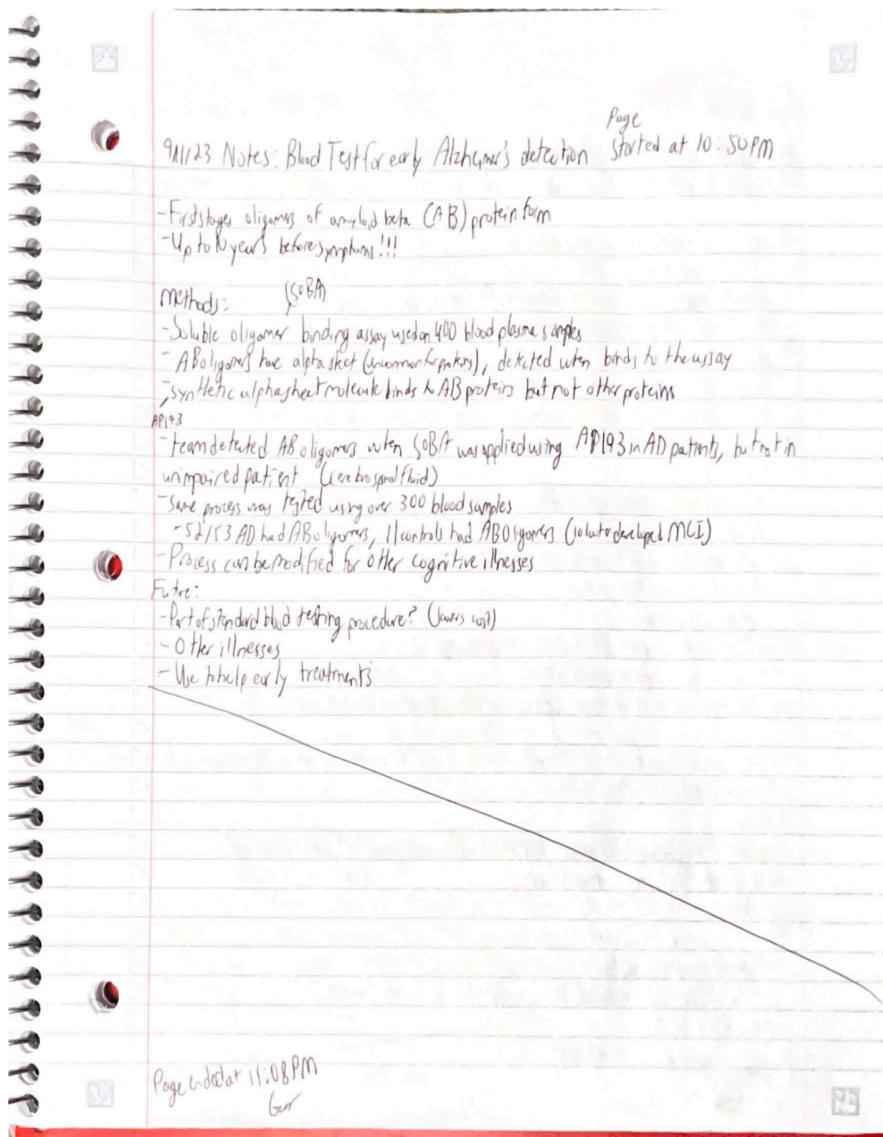 Page
9/11/23 Notes: Blood Test for early Alzheimer's detection started at 10:50PM
- First stages oligomers of amyloid beta (AB) protein form
- Up to 10 years before symptoms!!!
Methods: (SOBA)
- Soluble oligomer binding assay used on 400 blood plasma samples
- AB oligomers have alpha sheet (uncommon for proteins), detected when binds to the assay
- synthetic alpha sheet molecule binds to AB proteins but not other proteins
AP193
- team detected AB oligomers when SOBA was applied using AP193 in AD patients, but not in
unimpaired patient (cerebrospinal fluid)
- Same process was tested using over 300 blood samples
- 52/53 AD had AB oligomers, 11 controls had AB Oligomers (10 later developed MCI)
- Process can be modified for other cognitive illnesses
Future:
- Part of standard blood testing procedure? (lowers cost?)
- Other illnesses
- Use to help early treatments
Page ended at 11:08PM